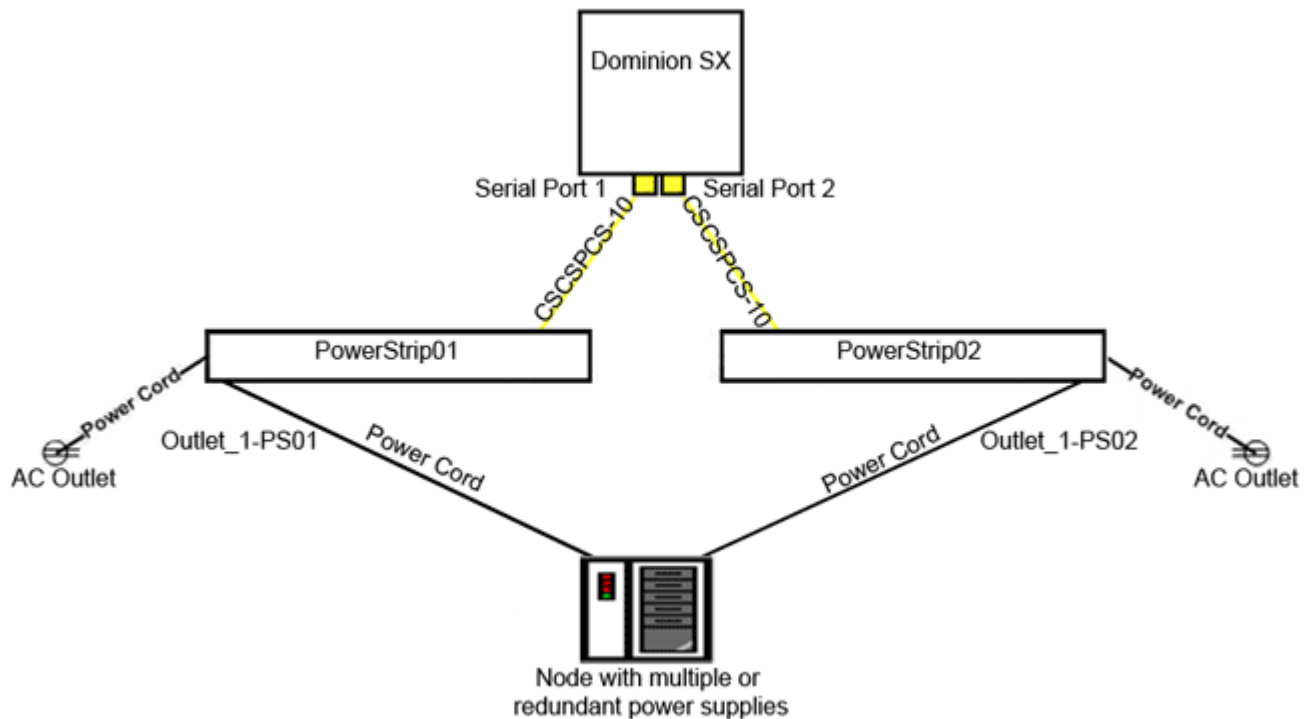 Dominion SX
Serial Port 1
Serial Port 2
CSCSPCS-10
CSCSPCS-10
PowerStrip01
PowerStrip02
Power Cord
Power Cord
Outlet_1-PS01
Power Cord
Power Cord
Outlet_1-PS02
AC Outlet
AC Outlet
Node with multiple or
redundant power supplies